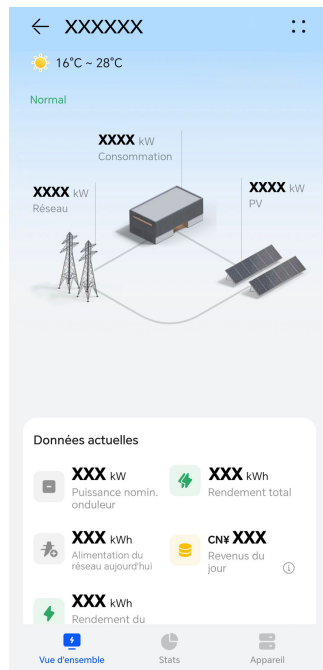 XXXXXX
16°C ~ 28°C
Normal
XXXX kW
Consommation
XXXX kW
Réseau
XXXX kW
PV
Données actuelles
XXX kW
Puissance nomin.
onduleur
XXX kWh
Rendement total
XXX kWh
Alimentation du
réseau aujourd'hui
CN¥ XXX
Revenus du
jour
XXX kWh
Rendement du
Vue d'ensemble
Stats
Appareil